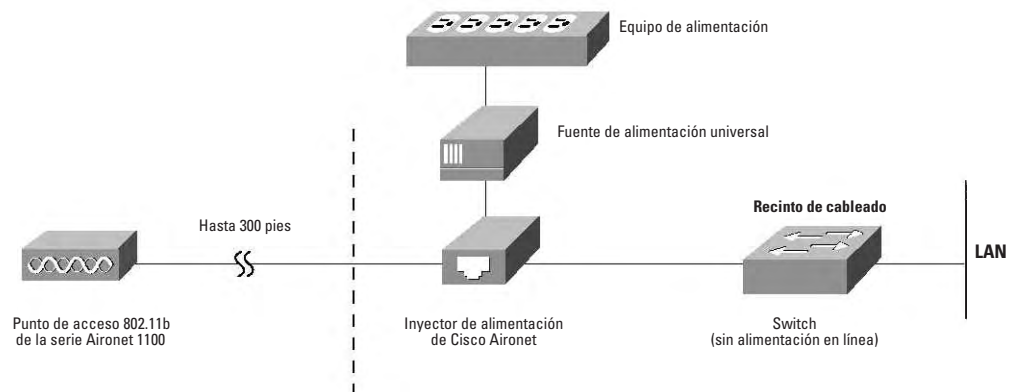 Equipo de alimentación
Fuente de alimentación universal
Recinto de cableado
Hasta 300 pies
LAN
Punto de acceso 802.11b
de la serie Aironet 1100
Inyector de alimentación
de Cisco Aironet
Switch
(sin alimentación en línea)